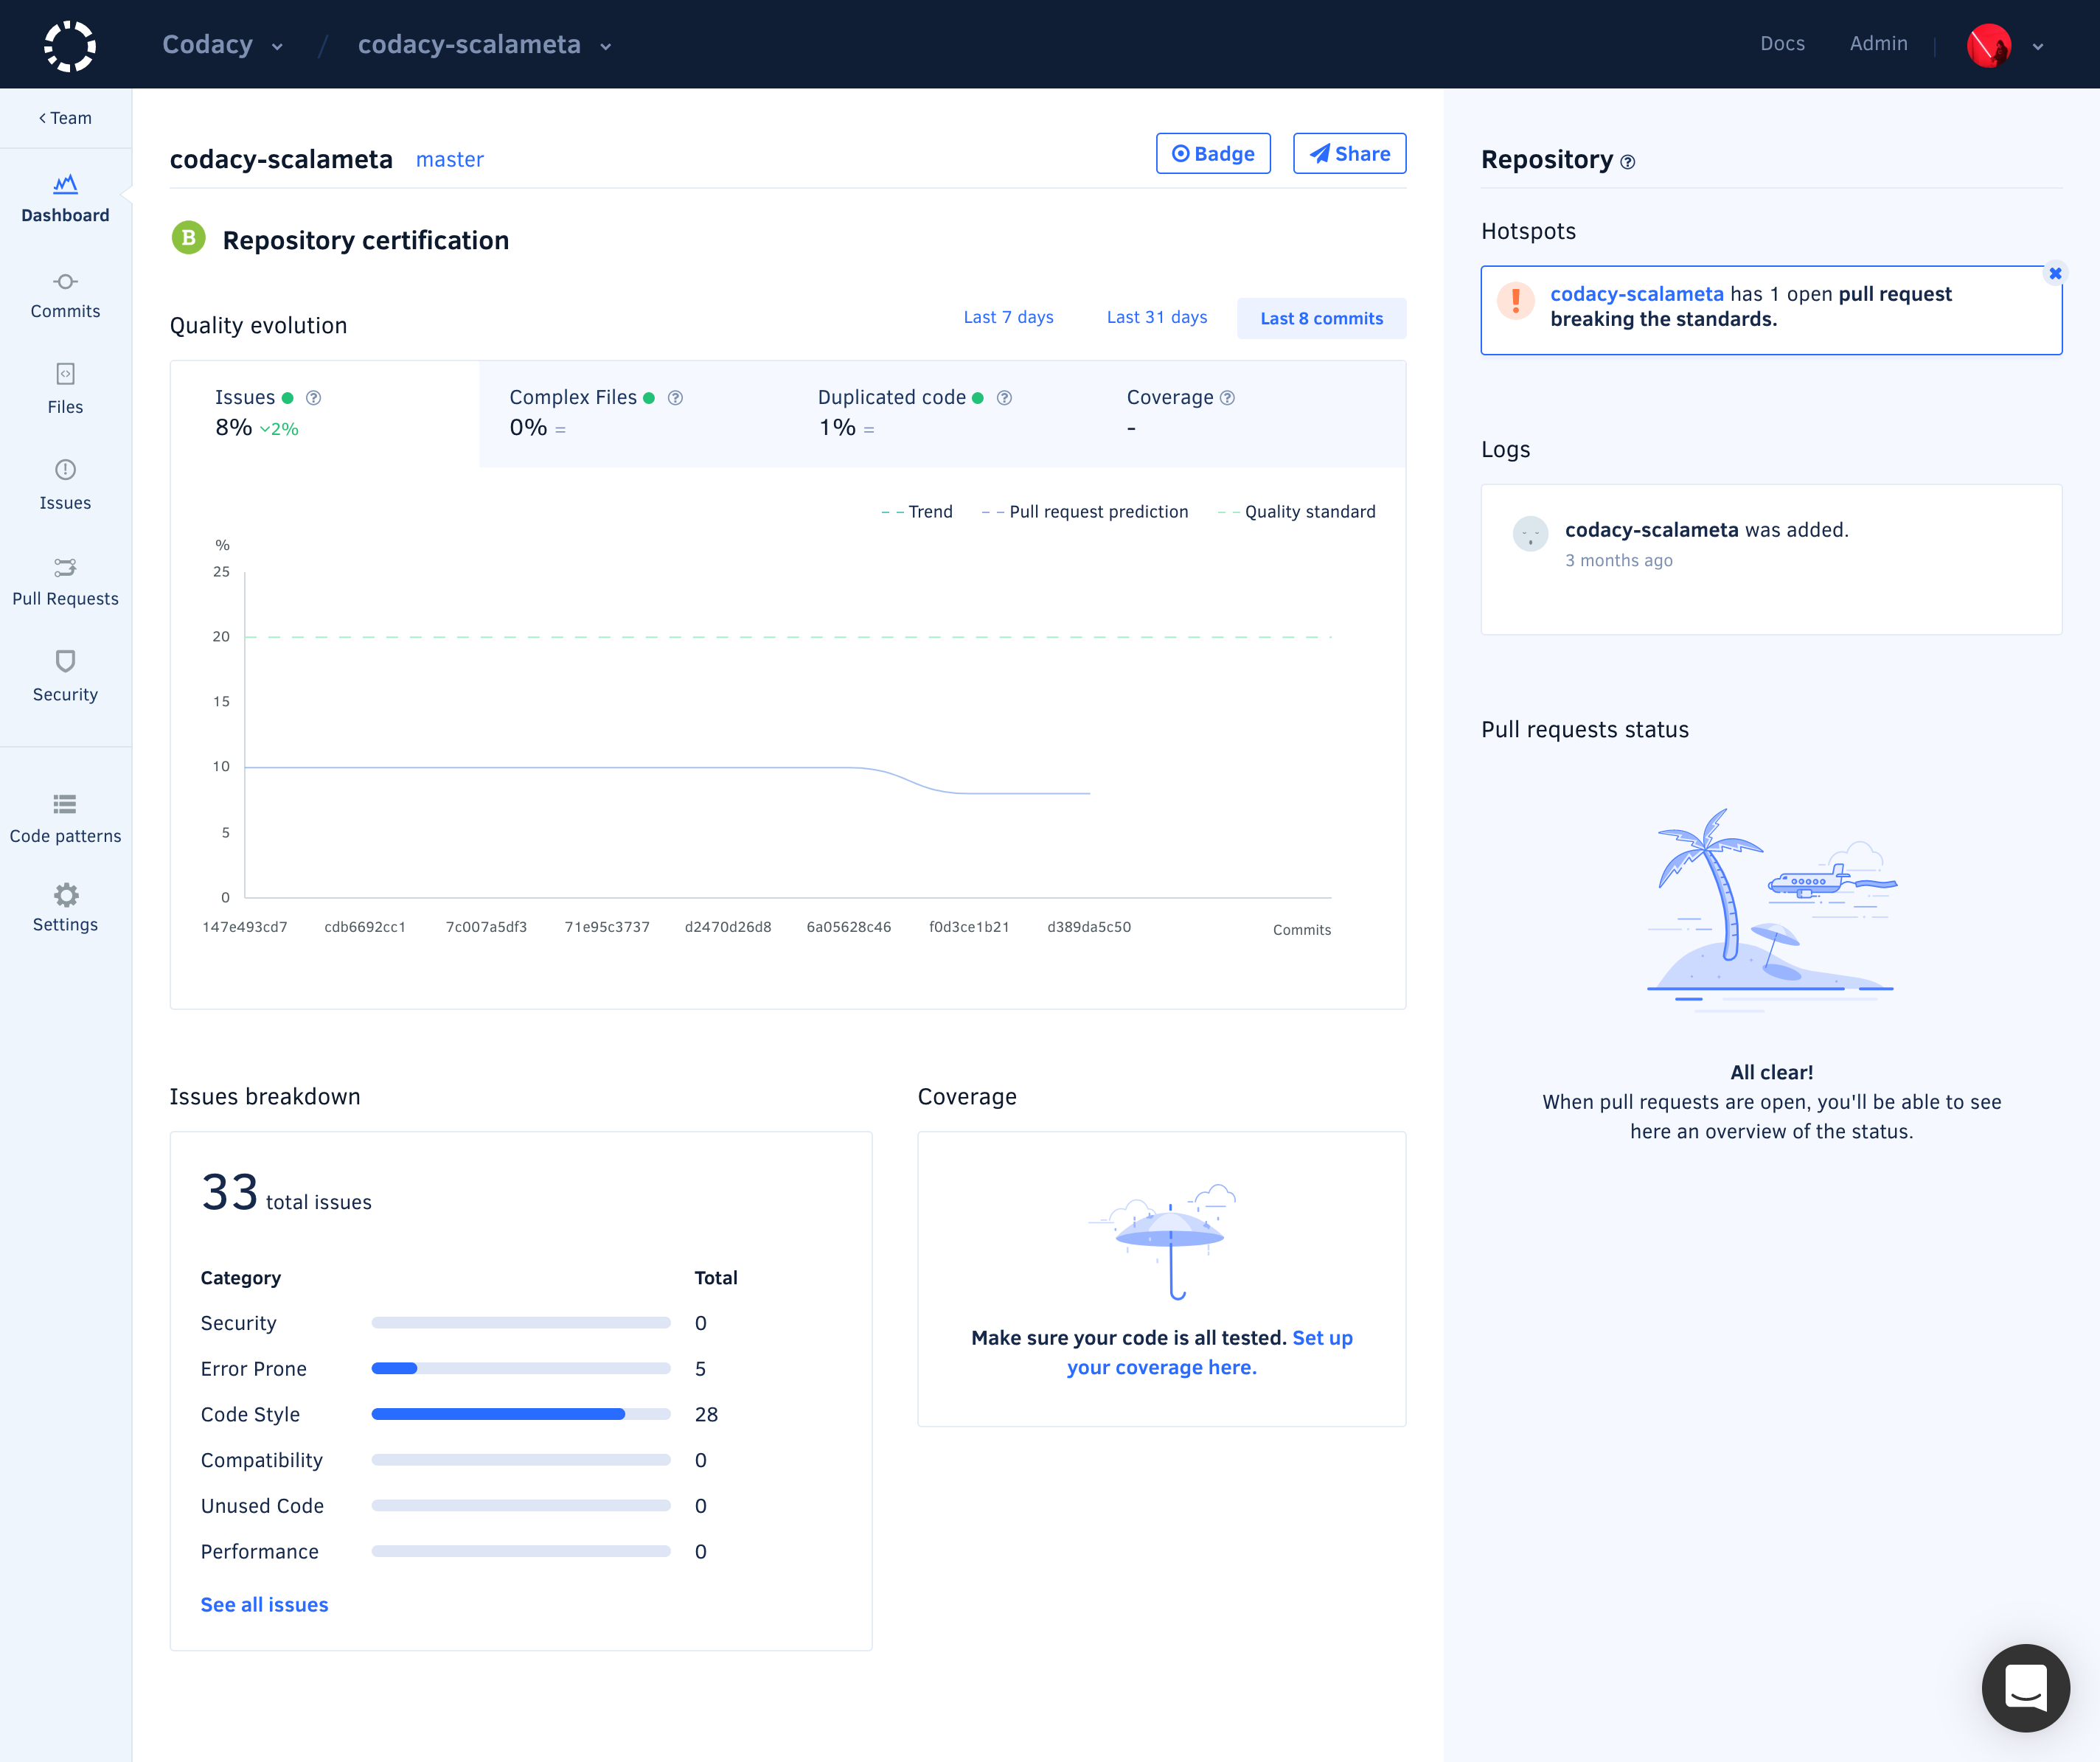 Codacy / codacy-scalameta
Docs Admin
Team
Dashboard
Commits
Files
Issues
Pull Requests
Security
Code patterns
Settings
codacy-scalameta master
Badge
Share
B Repository certification
Quality evolution
Last 7 days Last 31 days Last 8 commits
Issues
8% 2%
Complex Files
0% =
Duplicated code
1% =
Coverage
-
Trend Pull request prediction Quality standard
%
25
20
15
10
5
0
147e493cd7 cdb6692cc1 7c007a5df3 71e95c3737 d2470d26d8 6a05628c46 f0d3ce1b21 d389da5c50 Commits
Issues breakdown
33 total issues
Category Total
Security 0
Error Prone 5
Code Style 28
Compatibility 0
Unused Code 0
Performance 0
See all issues
Coverage
Make sure your code is all tested. Set up
your coverage here.
Repository
Hotspots
codacy-scalameta has 1 open pull request
breaking the standards.
Logs
codacy-scalameta was added.
3 months ago
Pull requests status
All clear!
When pull requests are open, you'll be able to see
here an overview of the status.